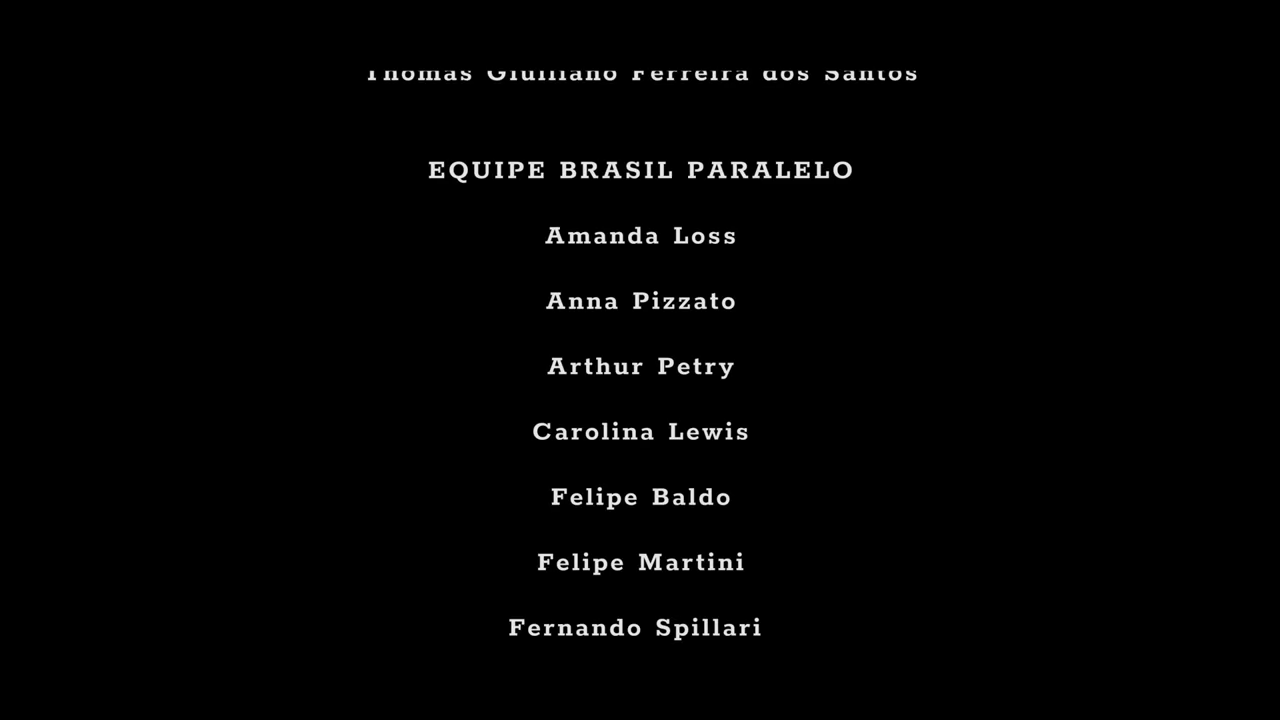 Thomas Giulliano Ferreira dos Santos
EQUIPE BRASIL PARALELO
Amanda Loss
Anna Pizzato
Arthur Petry
Carolina Lewis
Felipe Baldo
Felipe Martini
Fernando Spillari